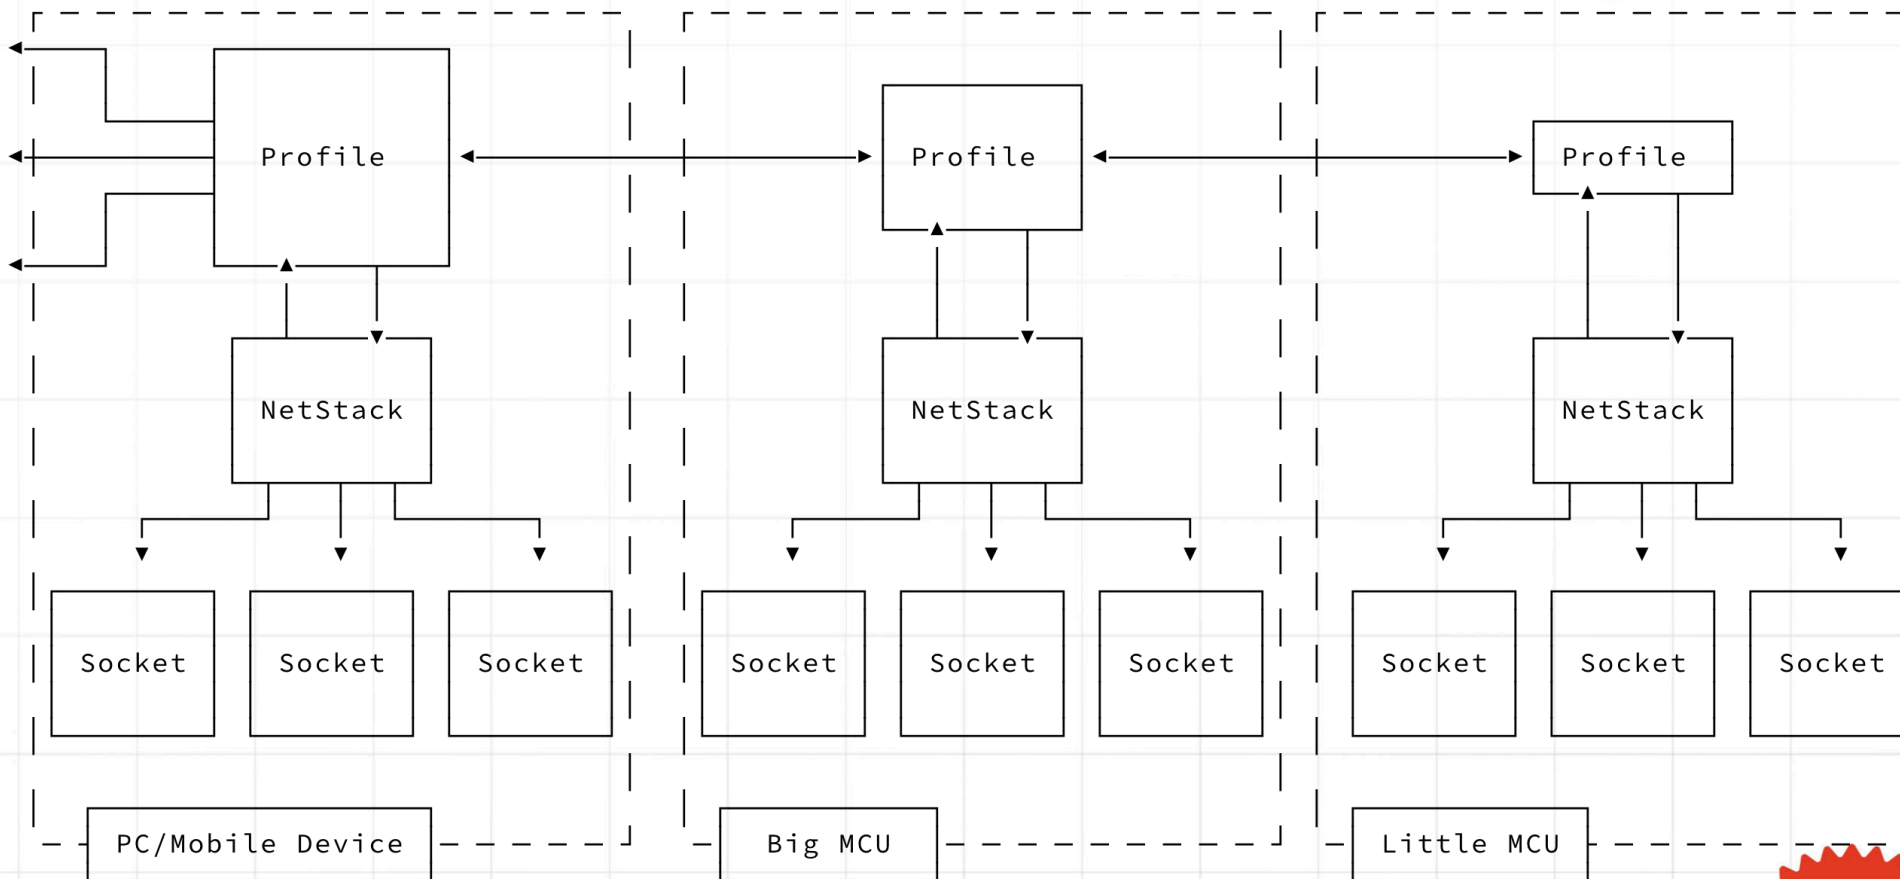 Profile
Profile
Profile
NetStack
NetStack
NetStack
Socket
Socket
Socket
Socket
Socket
Socket
Socket
Socket
Socket
PC/Mobile Device
Big MCU
Little MCU